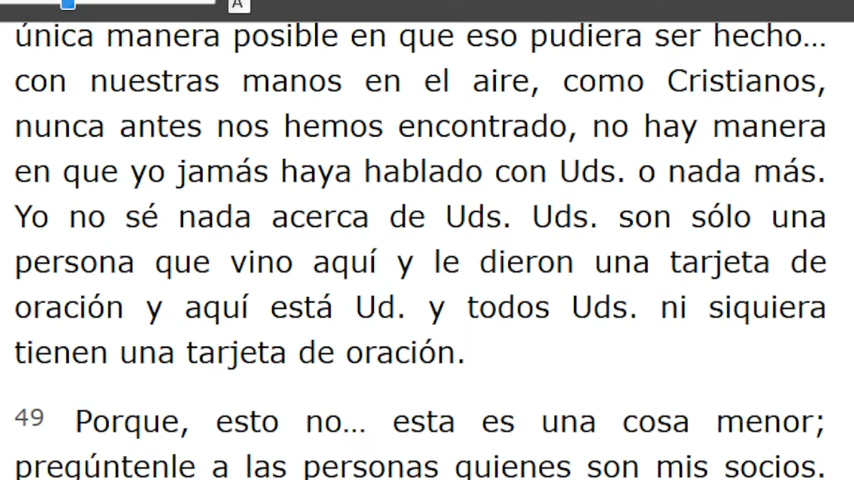 A
única manera posible en que eso pudiera ser hecho…
con nuestras manos en el aire, como Cristianos,
nunca antes nos hemos encontrado, no hay manera
en que yo jamás haya hablado con Uds. o nada más.
Yo no sé nada acerca de Uds. Uds. son sólo una
persona que vino aquí y le dieron una tarjeta de
oración y aquí está Ud. y todos Uds. ni siquiera
tienen una tarjeta de oración.
49 Porque, esto no… esta es una cosa menor;
pregúntenle a las personas quienes son mis socios.